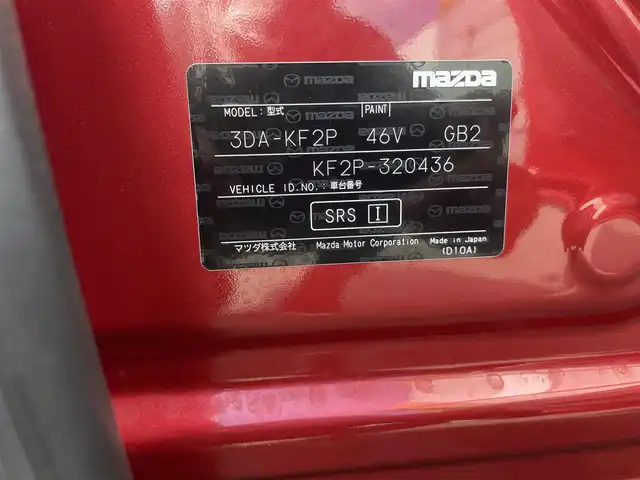 mazda
MODEL: 型式 PAINT
3DA-KF2P 46V GB2
KF2P-320436
VEHICLE ID.NO.: 車台番号
SRS I
マツダ株式会社 Mazda Motor Corporation Made in Japan
(D10A)